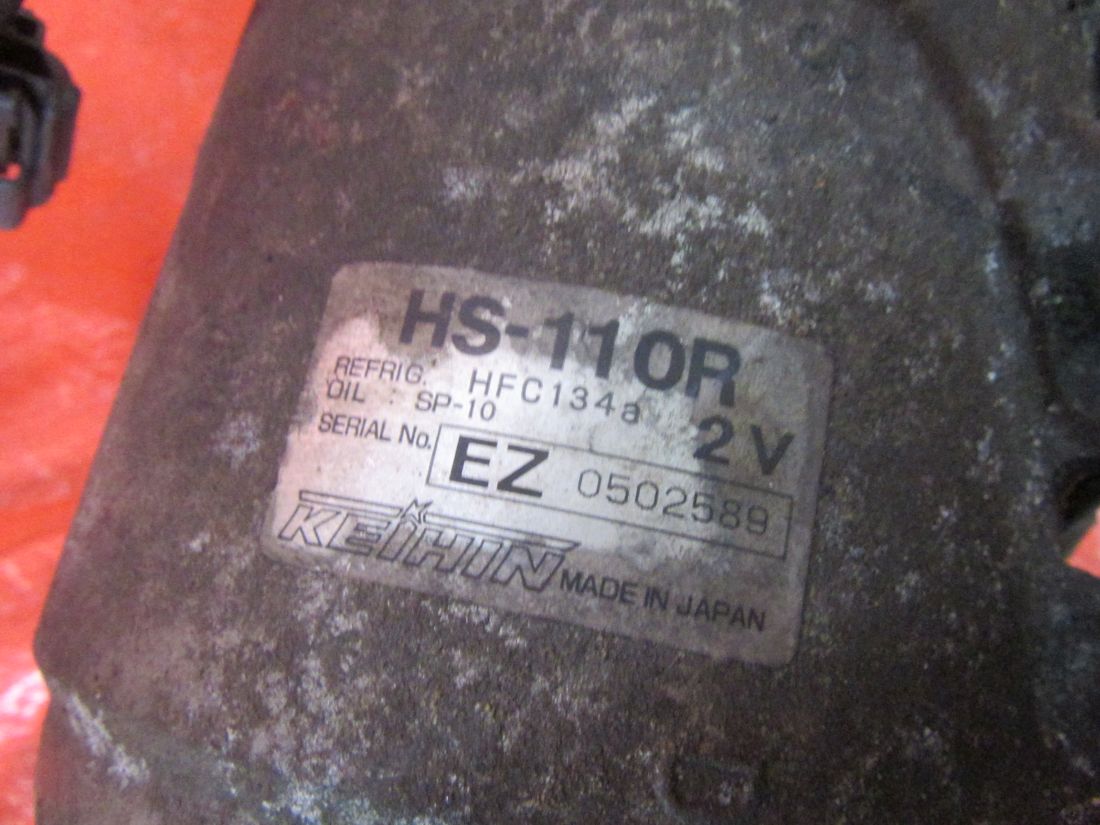 HS-110R
REFRIG. HFC134a 2V
OIL : SP-10
SERIAL No. EZ 0502589
KEIHIN MADE IN JAPAN